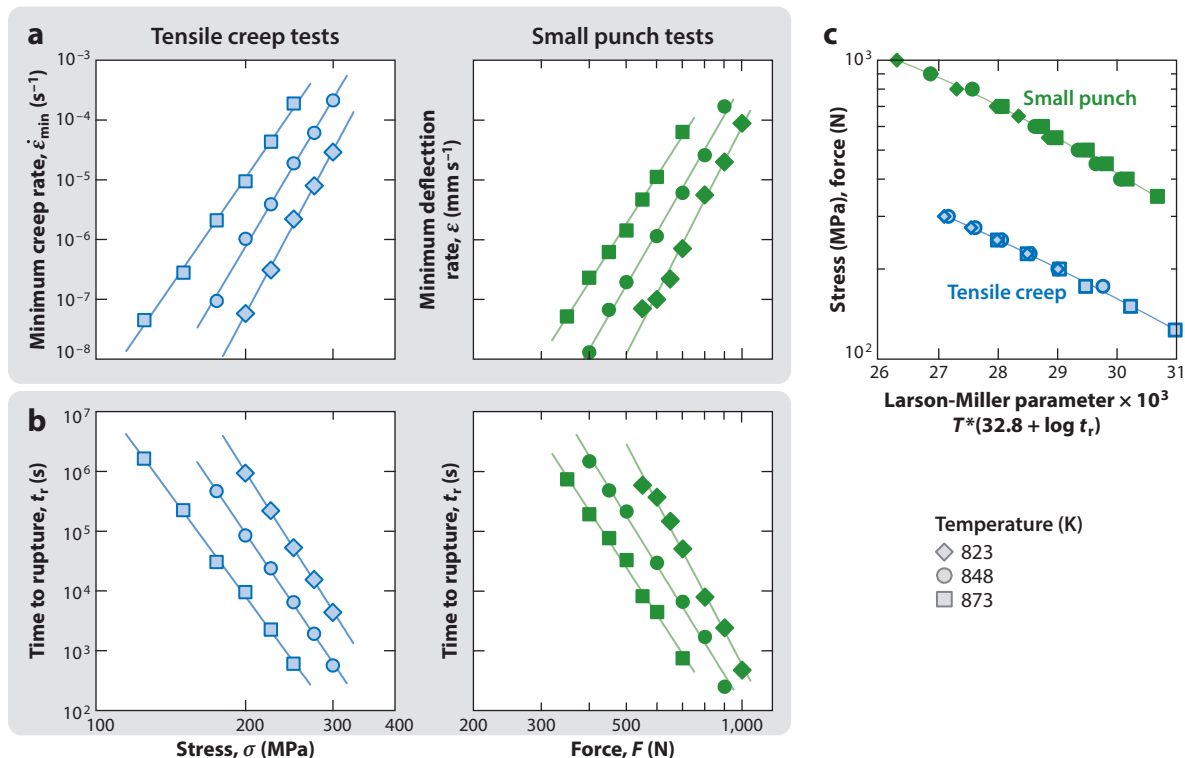 a
Tensile creep tests
Small punch tests
Minimum creep rate, ε̇min (s⁻¹)
10⁻³
10⁻⁴
10⁻⁵
10⁻⁶
10⁻⁷
10⁻⁸
Minimum deflecttion
rate, ε (mm s⁻¹)
b
Time to rupture, tr (s)
10⁷
10⁶
10⁵
10⁴
10³
10²
100
200
300
400
Stress, σ (MPa)
Time to rupture, tr (s)
200
300
500
1,000
Force, F (N)
c
Stress (MPa), force (N)
10³
10²
Small punch
Tensile creep
26
27
28
29
30
31
Larson-Miller parameter × 10³
T*(32.8 + log tr)
Temperature (K)
823
848
873